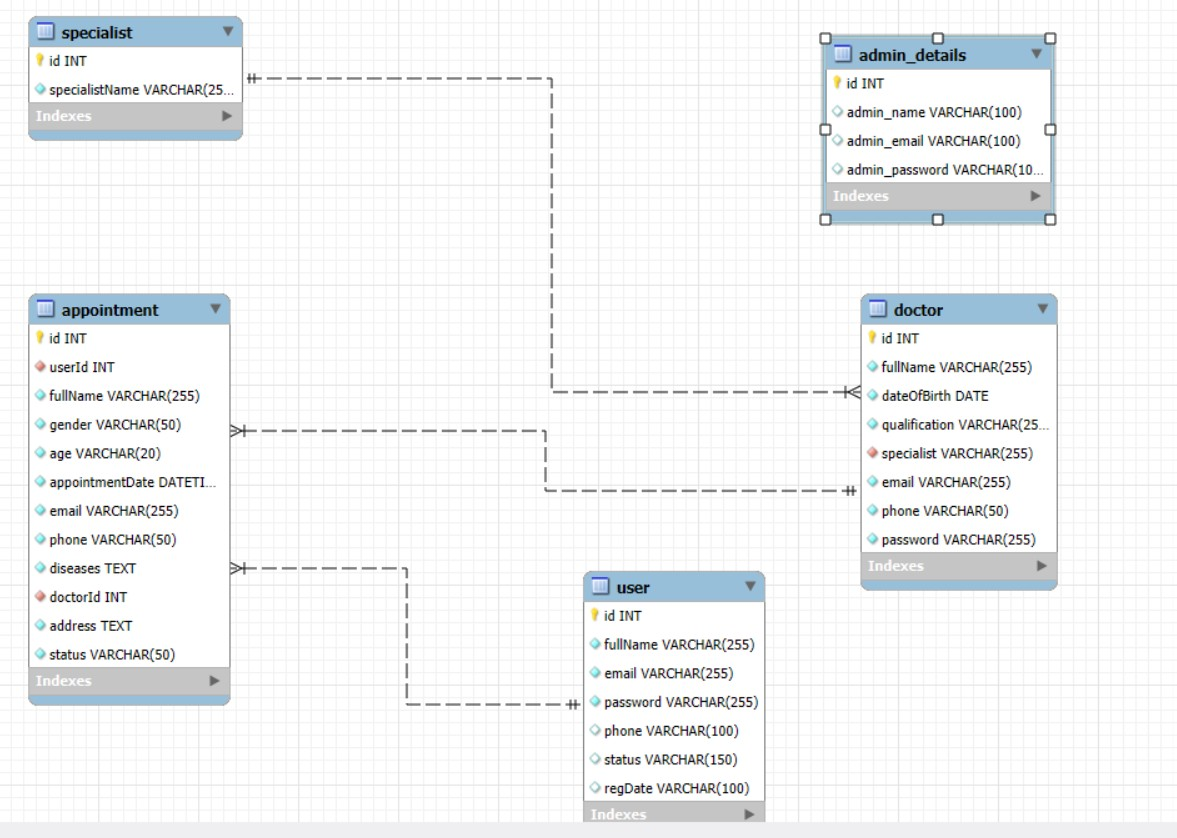 specialist
id INT
specialistName VARCHAR(25...
Indexes
admin_details
id INT
admin_name VARCHAR(100)
admin_email VARCHAR(100)
admin_password VARCHAR(10...
Indexes
appointment
id INT
userId INT
fullName VARCHAR(255)
gender VARCHAR(50)
age VARCHAR(20)
appointmentDate DATETI...
email VARCHAR(255)
phone VARCHAR(50)
diseases TEXT
doctorId INT
address TEXT
status VARCHAR(50)
Indexes
doctor
id INT
fullName VARCHAR(255)
dateOfBirth DATE
qualification VARCHAR(25...
specialist VARCHAR(255)
email VARCHAR(255)
phone VARCHAR(50)
password VARCHAR(255)
Indexes
user
id INT
fullName VARCHAR(255)
email VARCHAR(255)
password VARCHAR(255)
phone VARCHAR(100)
status VARCHAR(150)
regDate VARCHAR(100)
Indexes